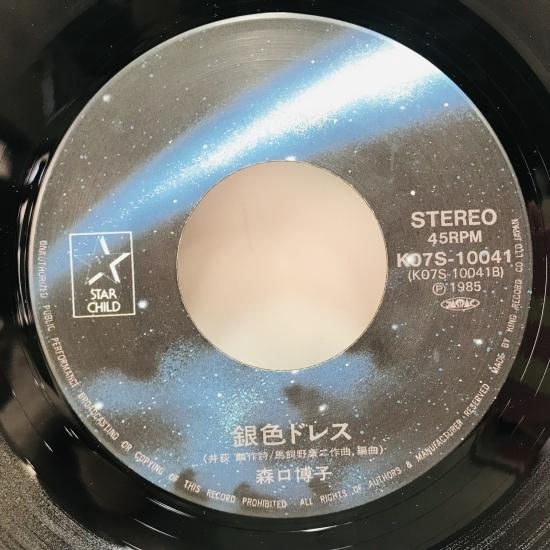 STAR
CHILD
STEREO
45RPM
K07S-10041
(K07S-10041B)
Ⓟ1985
銀色ドレス
(井荻 麟作詩/馬飼野康二作曲,編曲)
森口博子
UNAUTHORIZED PUBLIC PERFORMANCE BROADCASTING OR COPYING OF THIS RECORD PROHIBITED ALL RIGHTS OF AUTHORS & MANUFACTURER RESERVED MADE BY KING RECORD CO LTD JAPAN